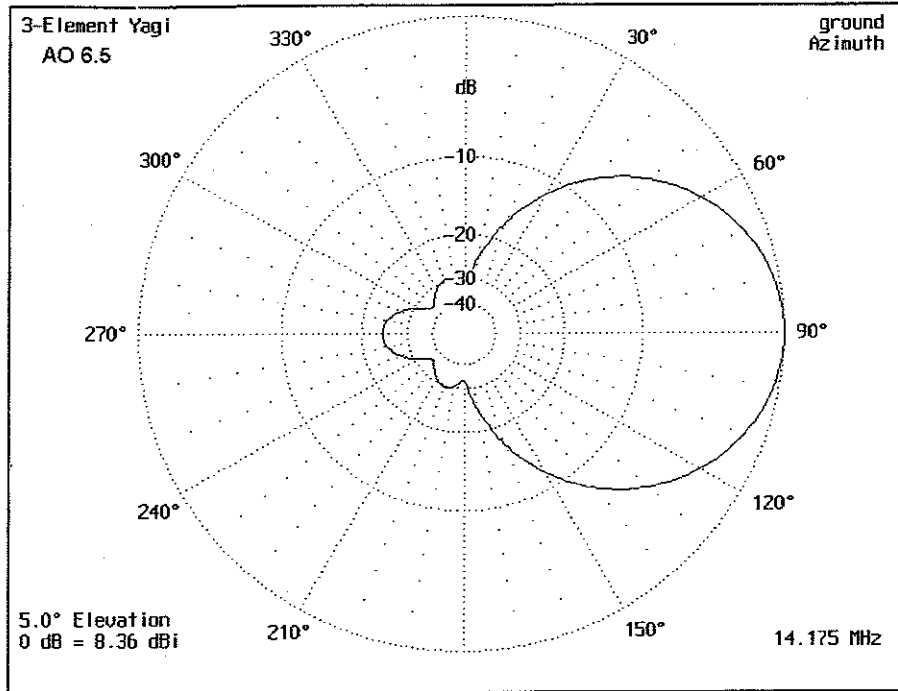 3-Element Yagi
AO 6.5
ground
Azimuth
330°
30°
dB
300°
-10
60°
-20
-30
-40
270°
90°
240°
120°
210°
150°
5.0° Elevation
0 dB = 8.36 dBi
14.175 MHz